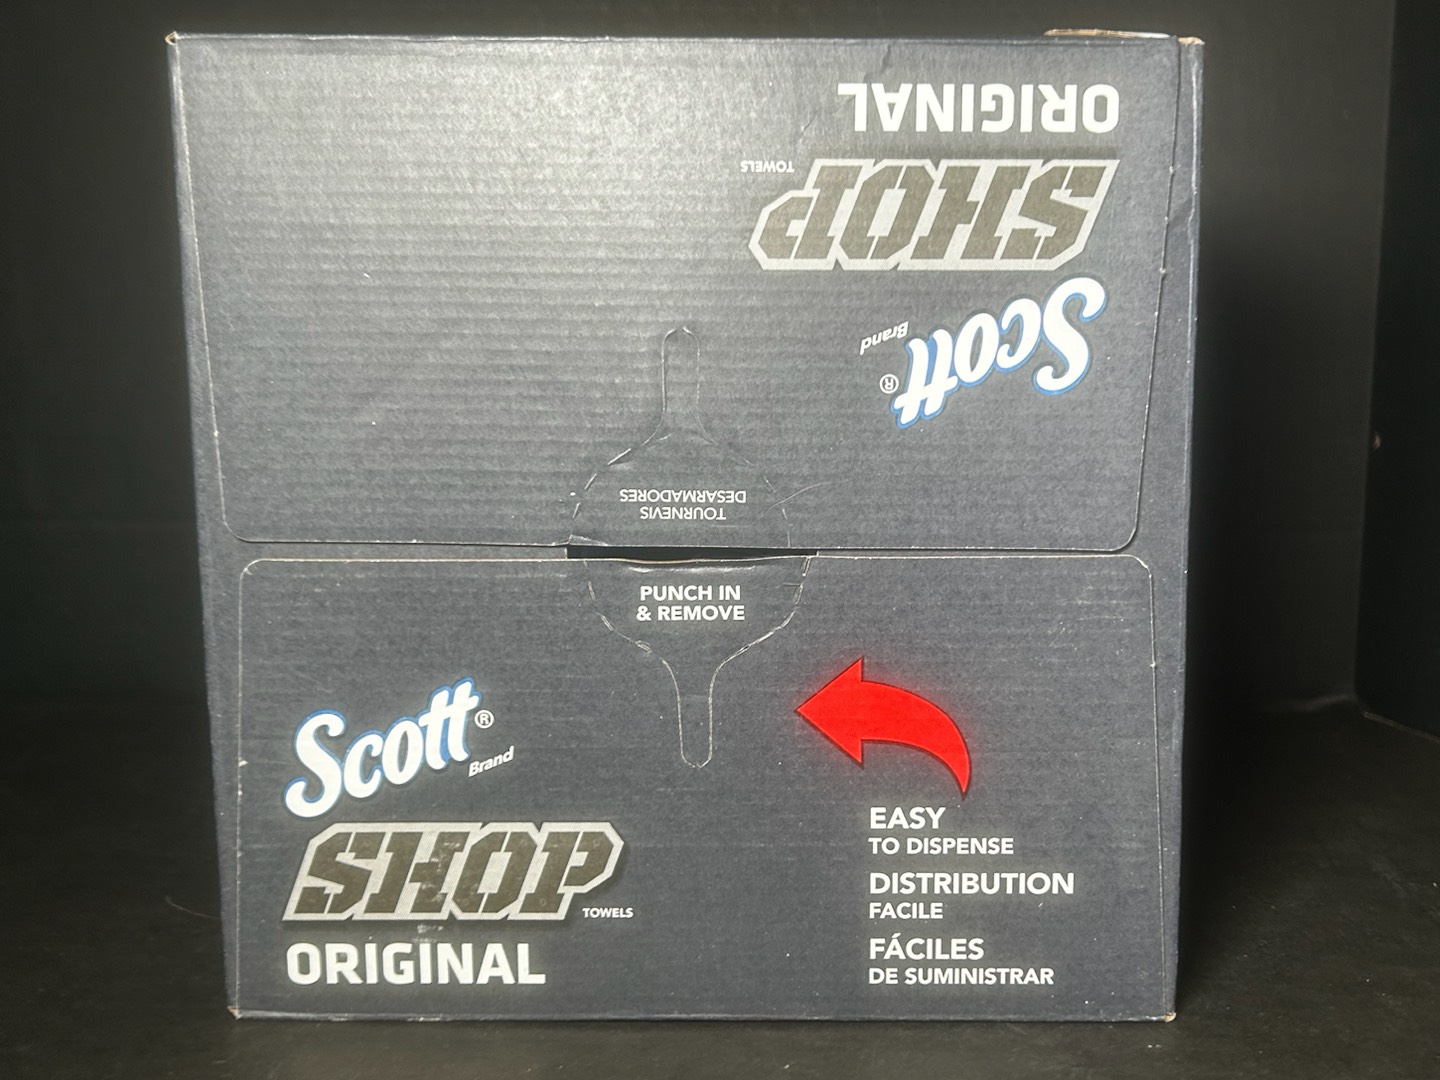 ORIGINAL
SHOP TOWELS
Scott® Brand
TOURNEVIS
DESARMADORES
PUNCH IN
& REMOVE
Scott® Brand
SHOP TOWELS
ORIGINAL
EASY
TO DISPENSE
DISTRIBUTION
FACILE
FÁCILES
DE SUMINISTRAR